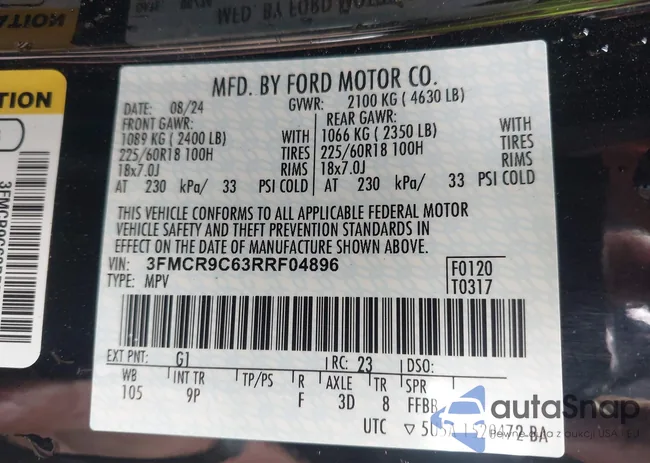 MFD. BY FORD MOTOR CO.
DATE: 08/24 GVWR: 2100 KG ( 4630 LB)
FRONT GAWR: REAR GAWR:
1089 KG ( 2400 LB) WITH 1066 KG ( 2350 LB) WITH
225/60R18 100H TIRES 225/60R18 100H TIRES
18x7.0J RIMS 18x7.0J RIMS
AT 230 kPa/ 33 PSI COLD AT 230 kPa/ 33 PSI COLD
THIS VEHICLE CONFORMS TO ALL APPLICABLE FEDERAL MOTOR
VEHICLE SAFETY AND THEFT PREVENTION STANDARDS IN
EFFECT ON THE DATE OF MANUFACTURE SHOWN ABOVE.
VIN: 3FMCR9C63RRF04896 F0120
TYPE: MPV T0317
EXT PNT: G1 RC: 23 DSO:
WB INT TR TP/PS R AXLE TR SPR
105 9P F 3D 8 FFBB
UTC
autoSnap
Pewne auta z aukcji USA i EU